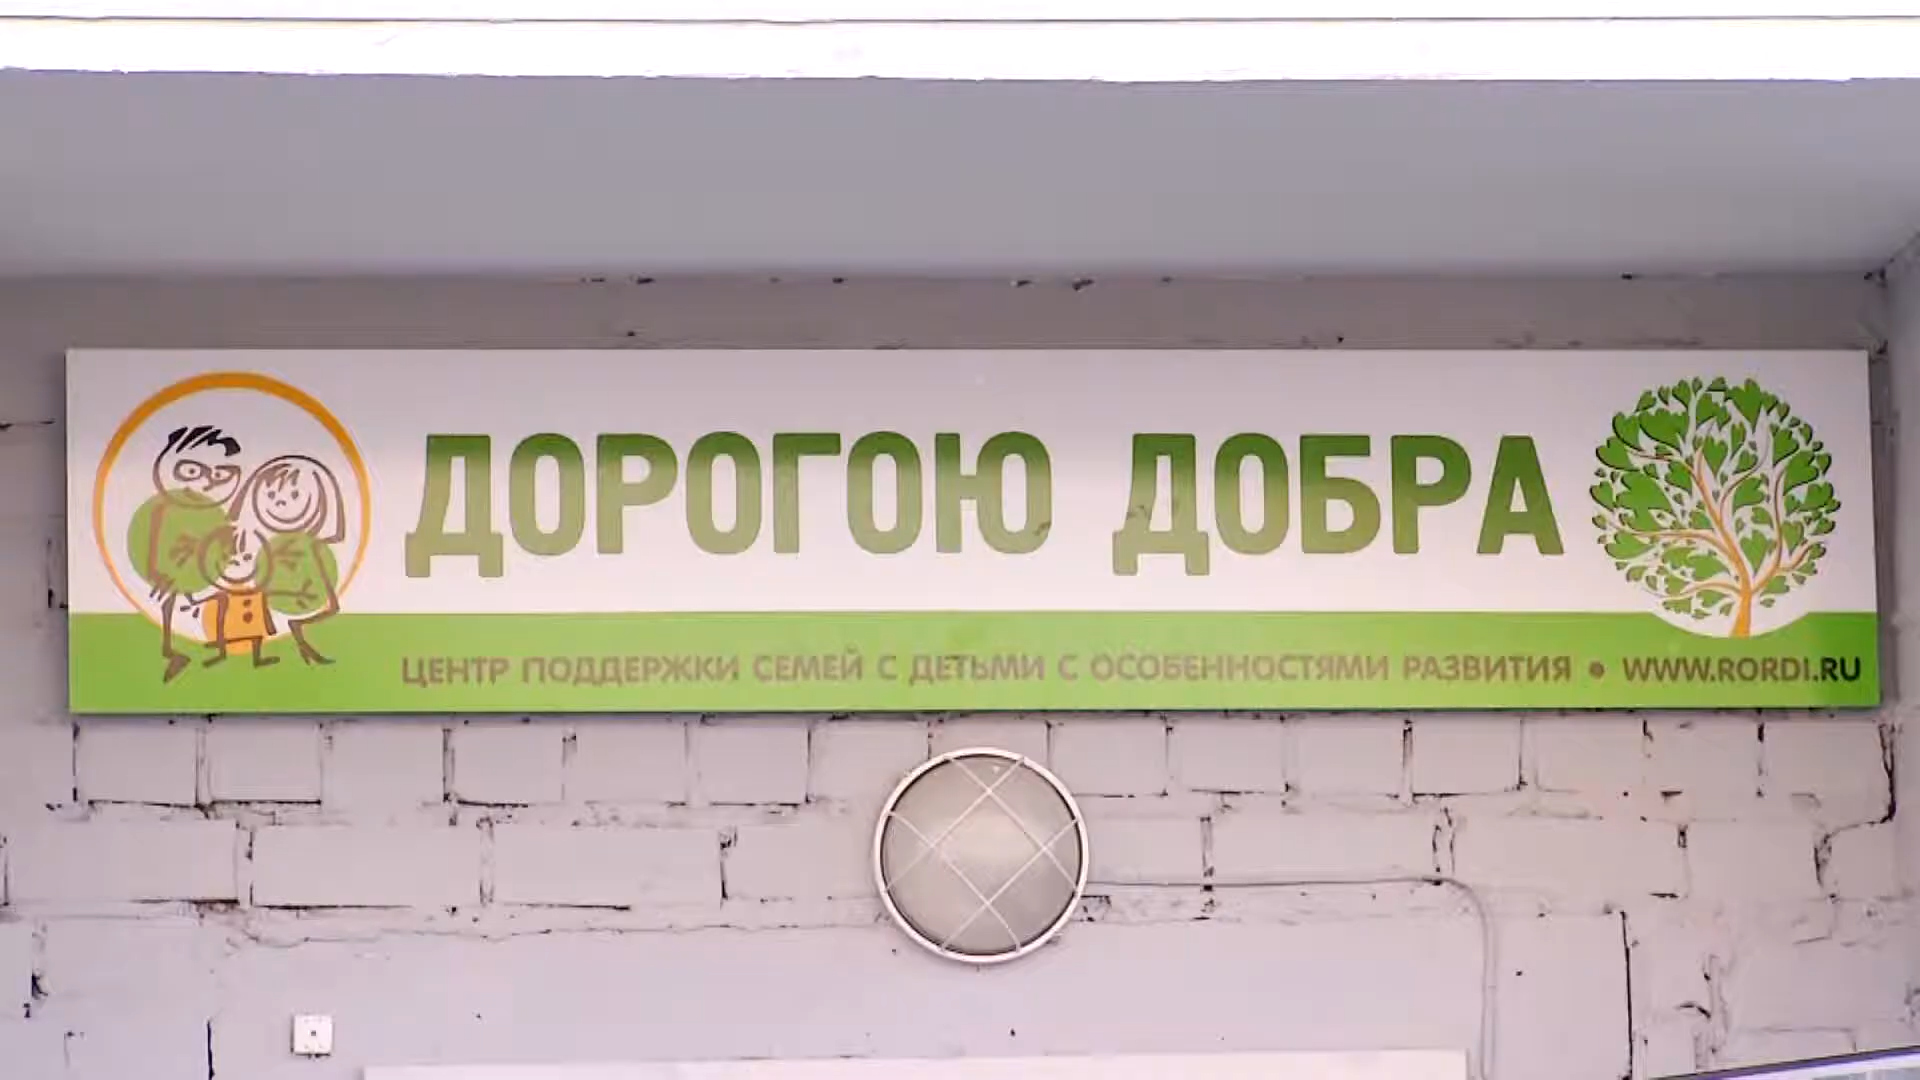 ДОРОГОЮ ДОБРА
ЦЕНТР ПОДДЕРЖКИ СЕМЕЙ С ДЕТЬМИ С ОСОБЕННОСТЯМИ РАЗВИТИЯ • WWW.RORDI.RU